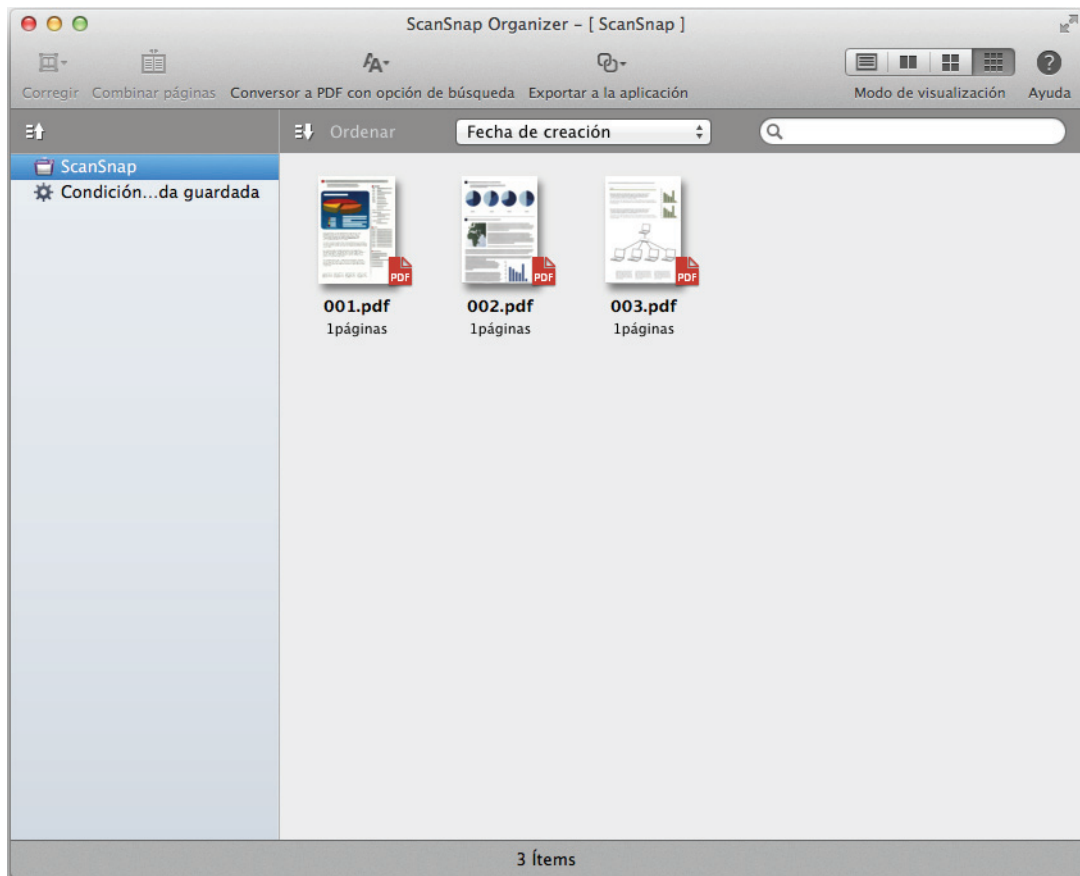 ScanSnap Organizer – [ ScanSnap ]
Corregir Combinar páginas Conversor a PDF con opción de búsqueda Exportar a la aplicación Modo de visualización Ayuda
Ordenar Fecha de creación
ScanSnap
Condición...da guardada
PDF PDF PDF
001.pdf 002.pdf 003.pdf
1páginas 1páginas 1páginas
3 Ítems